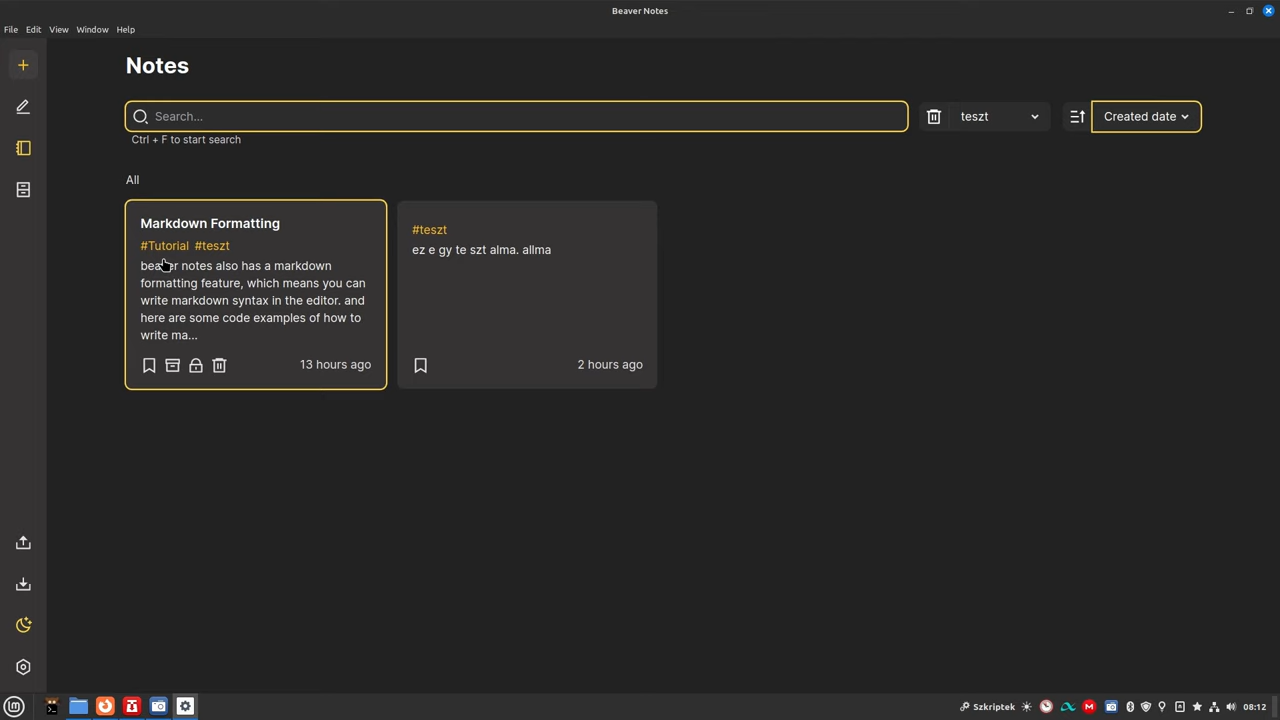 Beaver Notes
File Edit View Window Help
Notes
Search...
teszt
Created date
Ctrl + F to start search
All
Markdown Formatting
#Tutorial #teszt
beaver notes also has a markdown
formatting feature, which means you can
write markdown syntax in the editor. and
here are some code examples of how to
write ma...
13 hours ago
#teszt
ez e gy te szt alma. allma
2 hours ago
Szkriptek
08:12